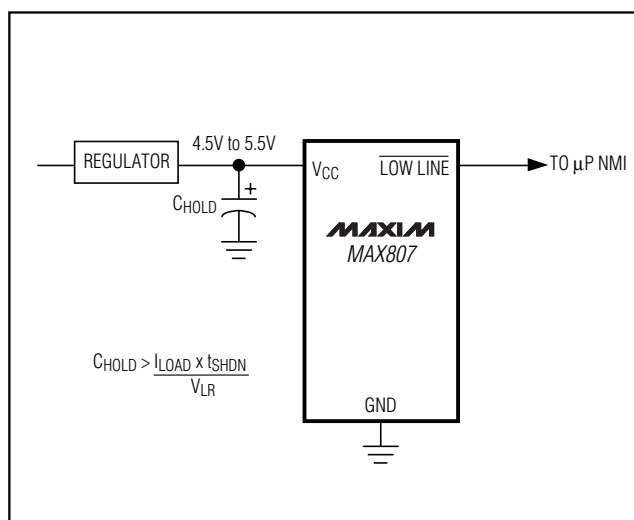 4.5V to 5.5V
REGULATOR
VCC
LOW LINE
TO µP NMI
+
CHOLD
MAXIM
MAX807
CHOLD > ILOAD x tSHDN
VLR
GND